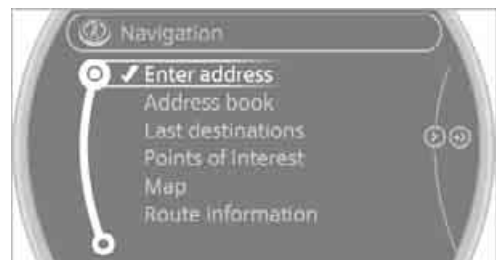 Navigation
Enter address
Address book
Last destinations
Points of Interest
Map
Route information